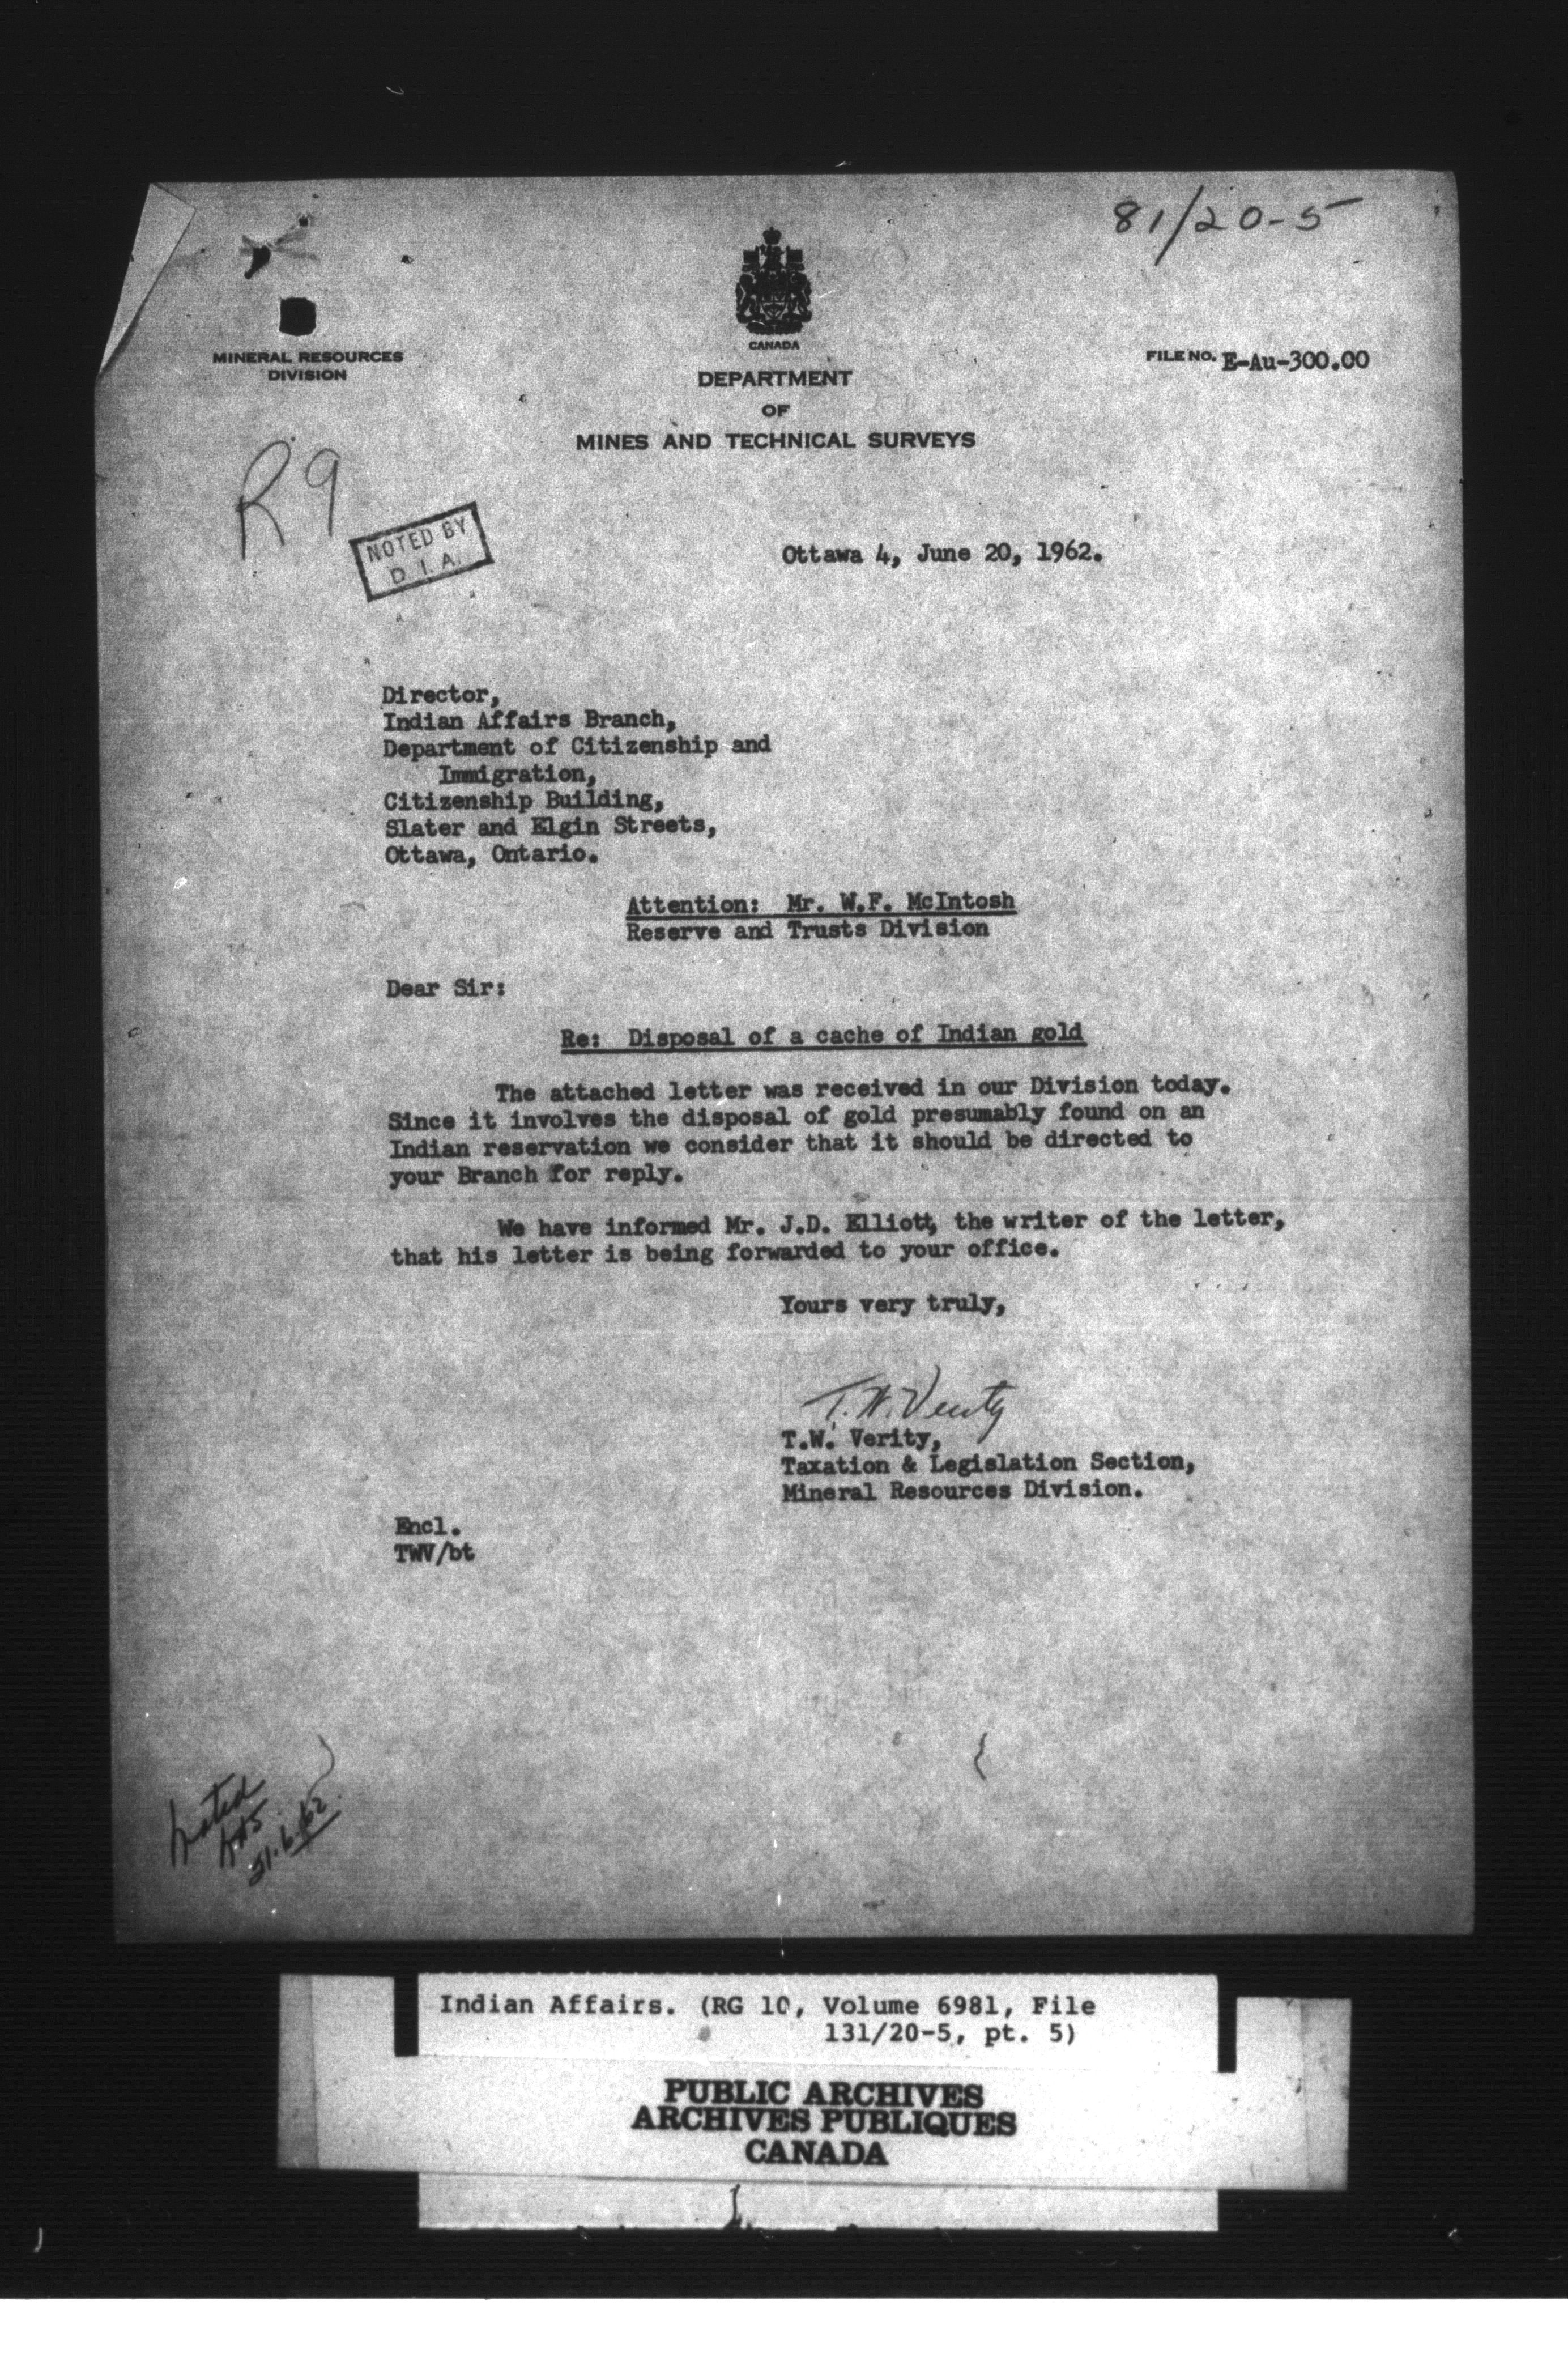 81/20-5
MINERAL RESOURCES
DIVISION
CANADA
DEPARTMENT
OF
MINES AND TECHNICAL SURVEYS
FILE NO. E-Au-300.00
R9
NOTED BY
D.I.A.
Ottawa 4, June 20, 1962.
Director,
Indian Affairs Branch,
Department of Citizenship and
Immigration,
Citizenship Building,
Slater and Elgin Streets,
Ottawa, Ontario.
Attention: Mr. W.F. McIntosh
Reserve and Trusts Division
Dear Sir:
Re: Disposal of a cache of Indian gold
The attached letter was received in our Division today.
Since it involves the disposal of gold presumably found on an
Indian reservation we consider that it should be directed to
your Branch for reply.
We have informed Mr. J.D. Elliott, the writer of the letter,
that his letter is being forwarded to your office.
Yours very truly,
T.W. Verity
T.W. Verity,
Taxation & Legislation Section,
Mineral Resources Division.
Encl.
TWV/bt
Noted
21.6.62.
Indian Affairs. (RG 10, Volume 6981, File
131/20-5, pt. 5)
PUBLIC ARCHIVES
ARCHIVES PUBLIQUES
CANADA